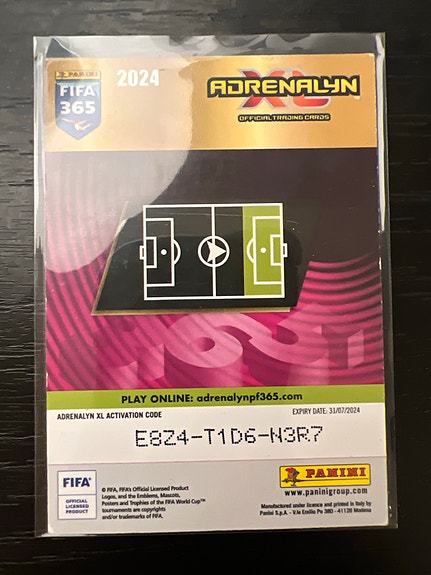 PANINI
FIFA
365
2024
ADRENALYN
XL
OFFICIAL TRADING CARDS
PLAY ONLINE: adrenalynpf365.com
ADRENALYN XL ACTIVATION CODE
EXPIRY DATE: 31/07/2024
E8Z4-T1D6-N3R7
FIFA
OFFICIAL
LICENSED
PRODUCT
© FIFA, FIFA's Official Licensed Product
Logos, and the Emblems, Mascots,
Posters and Trophies of the FIFA World Cup™
tournaments are copyrights
and/or trademarks of FIFA.
PANINI
www.paninigroup.com
Manufactured under licence and printed in Italy by
Panini S.p.A. - V.le Emilio Po 380 - 41126 Modena